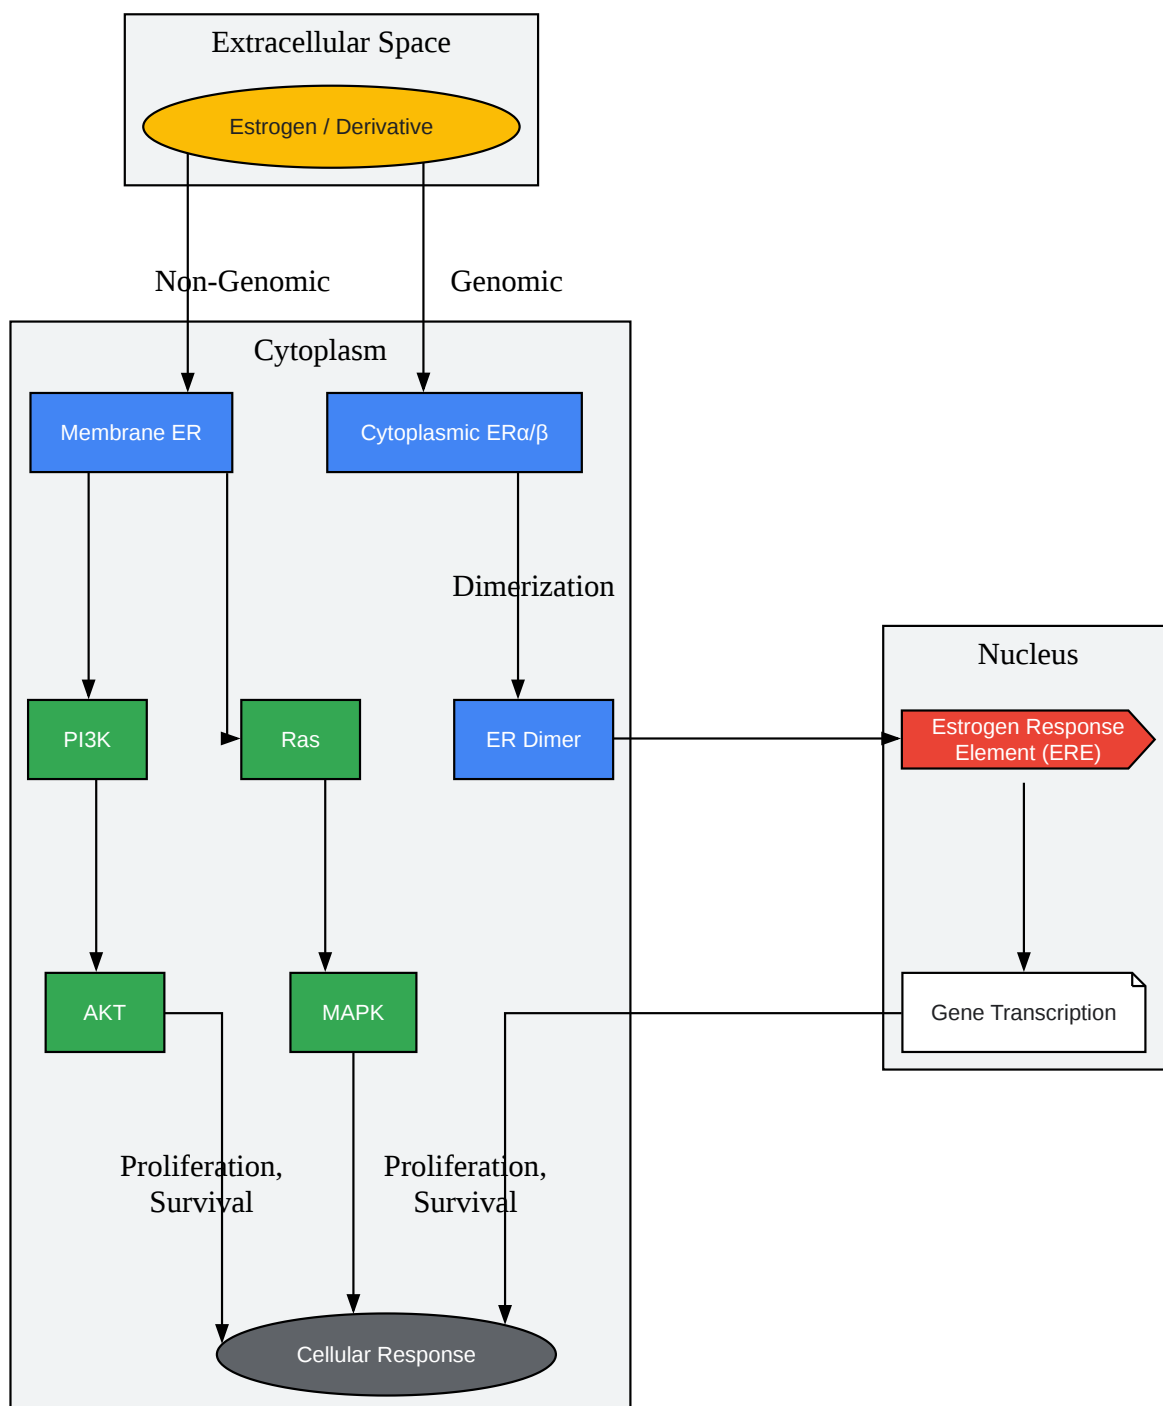 Extracellular Space
Estrogen / Derivative
Non-Genomic
Genomic
Cytoplasm
Membrane ER
Cytoplasmic ERα/β
Dimerization
Nucleus
PI3K
Ras
ER Dimer
Estrogen Response
Element (ERE)
AKT
MAPK
Gene Transcription
Proliferation,
Survival
Proliferation,
Survival
Cellular Response